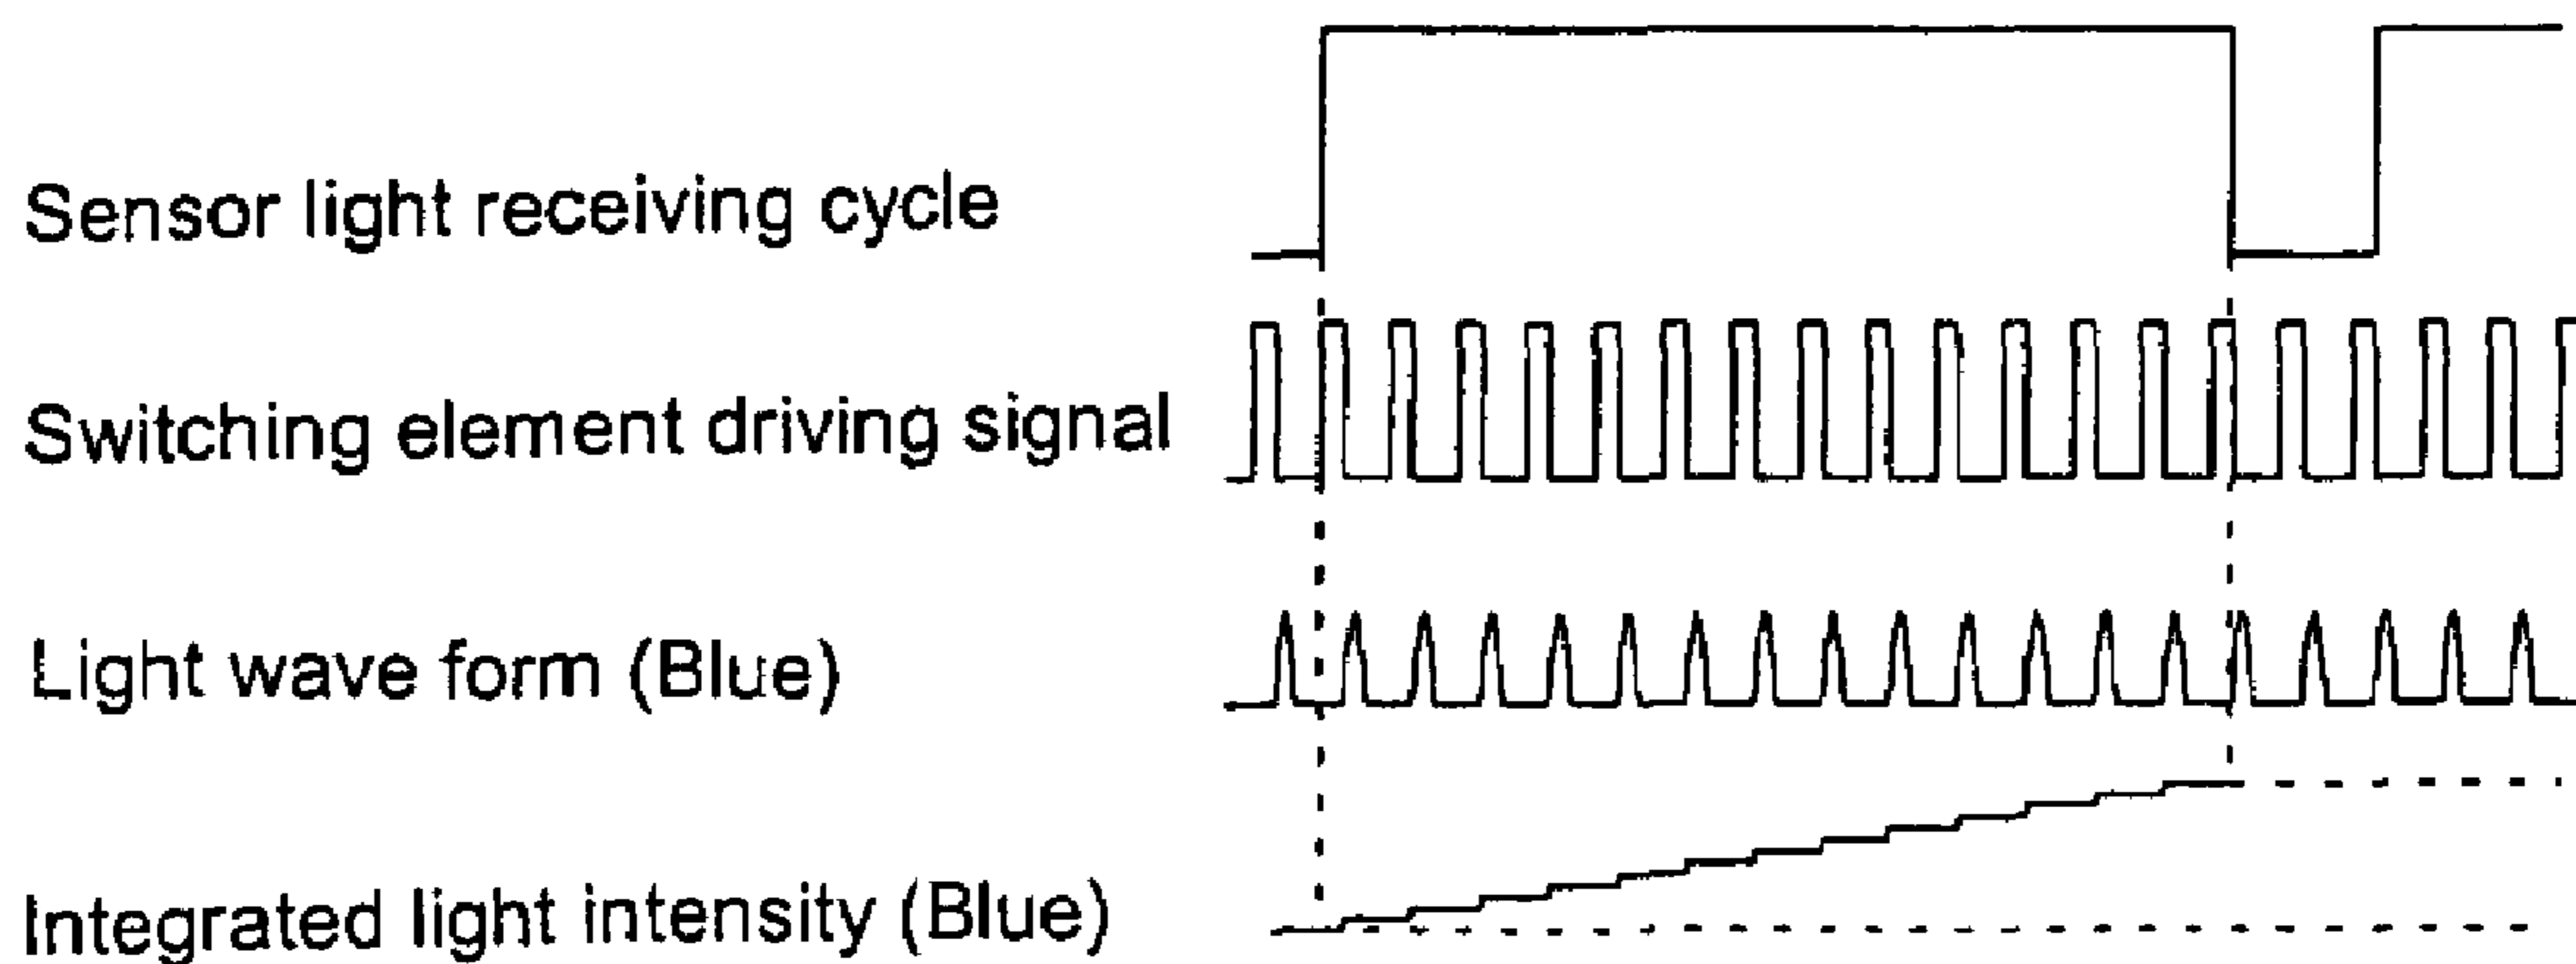 Sensor light receiving cycle
Switching element driving signal
Light wave form (Blue)
Integrated light intensity (Blue)